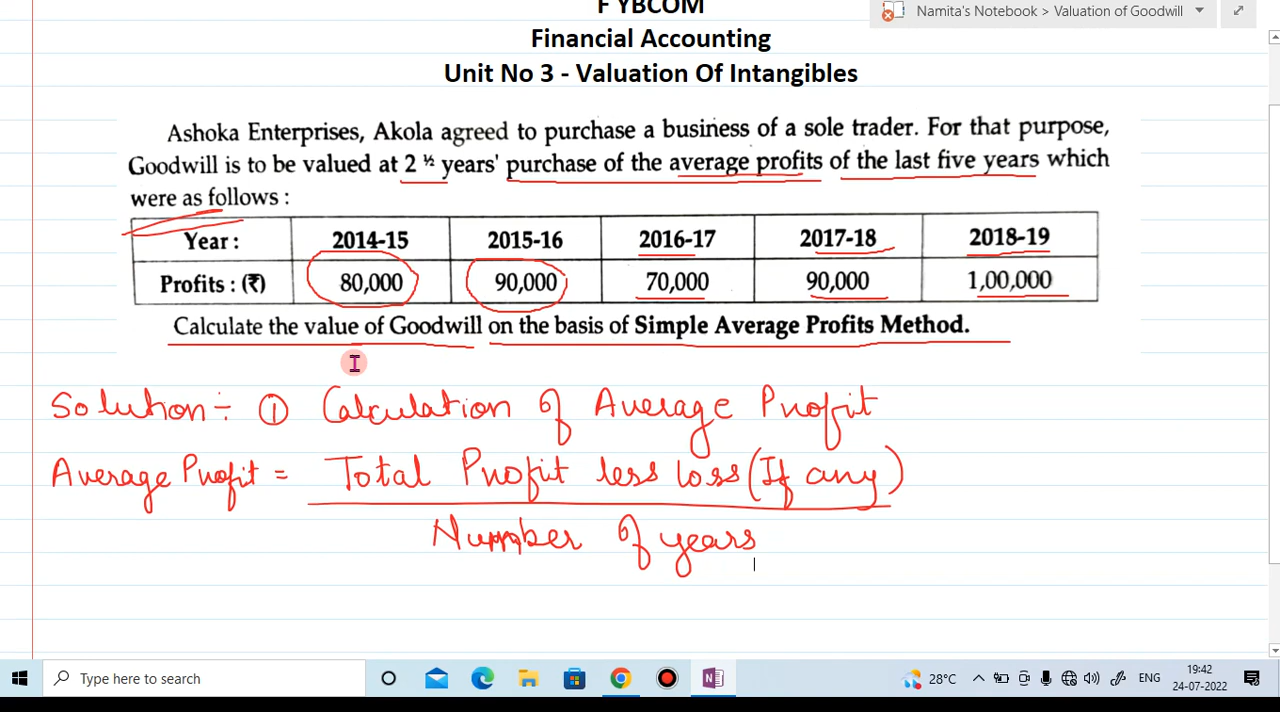 F YBCOM
Namita's Notebook > Valuation of Goodwill
Financial Accounting
Unit No 3 - Valuation Of Intangibles
Ashoka Enterprises, Akola agreed to purchase a business of a sole trader. For that purpose,
Goodwill is to be valued at 2 ½ years' purchase of the average profits of the last five years which
were as follows :
Year : 2014-15 2015-16 2016-17 2017-18 2018-19
Profits : (₹) 80,000 90,000 70,000 90,000 1,00,000
Calculate the value of Goodwill on the basis of Simple Average Profits Method.
Solution ÷ ① Calculation of Average Profit
Average Profit = Total Profit less loss (If any)
Number of years
Type here to search
28°C
ENG
19:42
24-07-2022